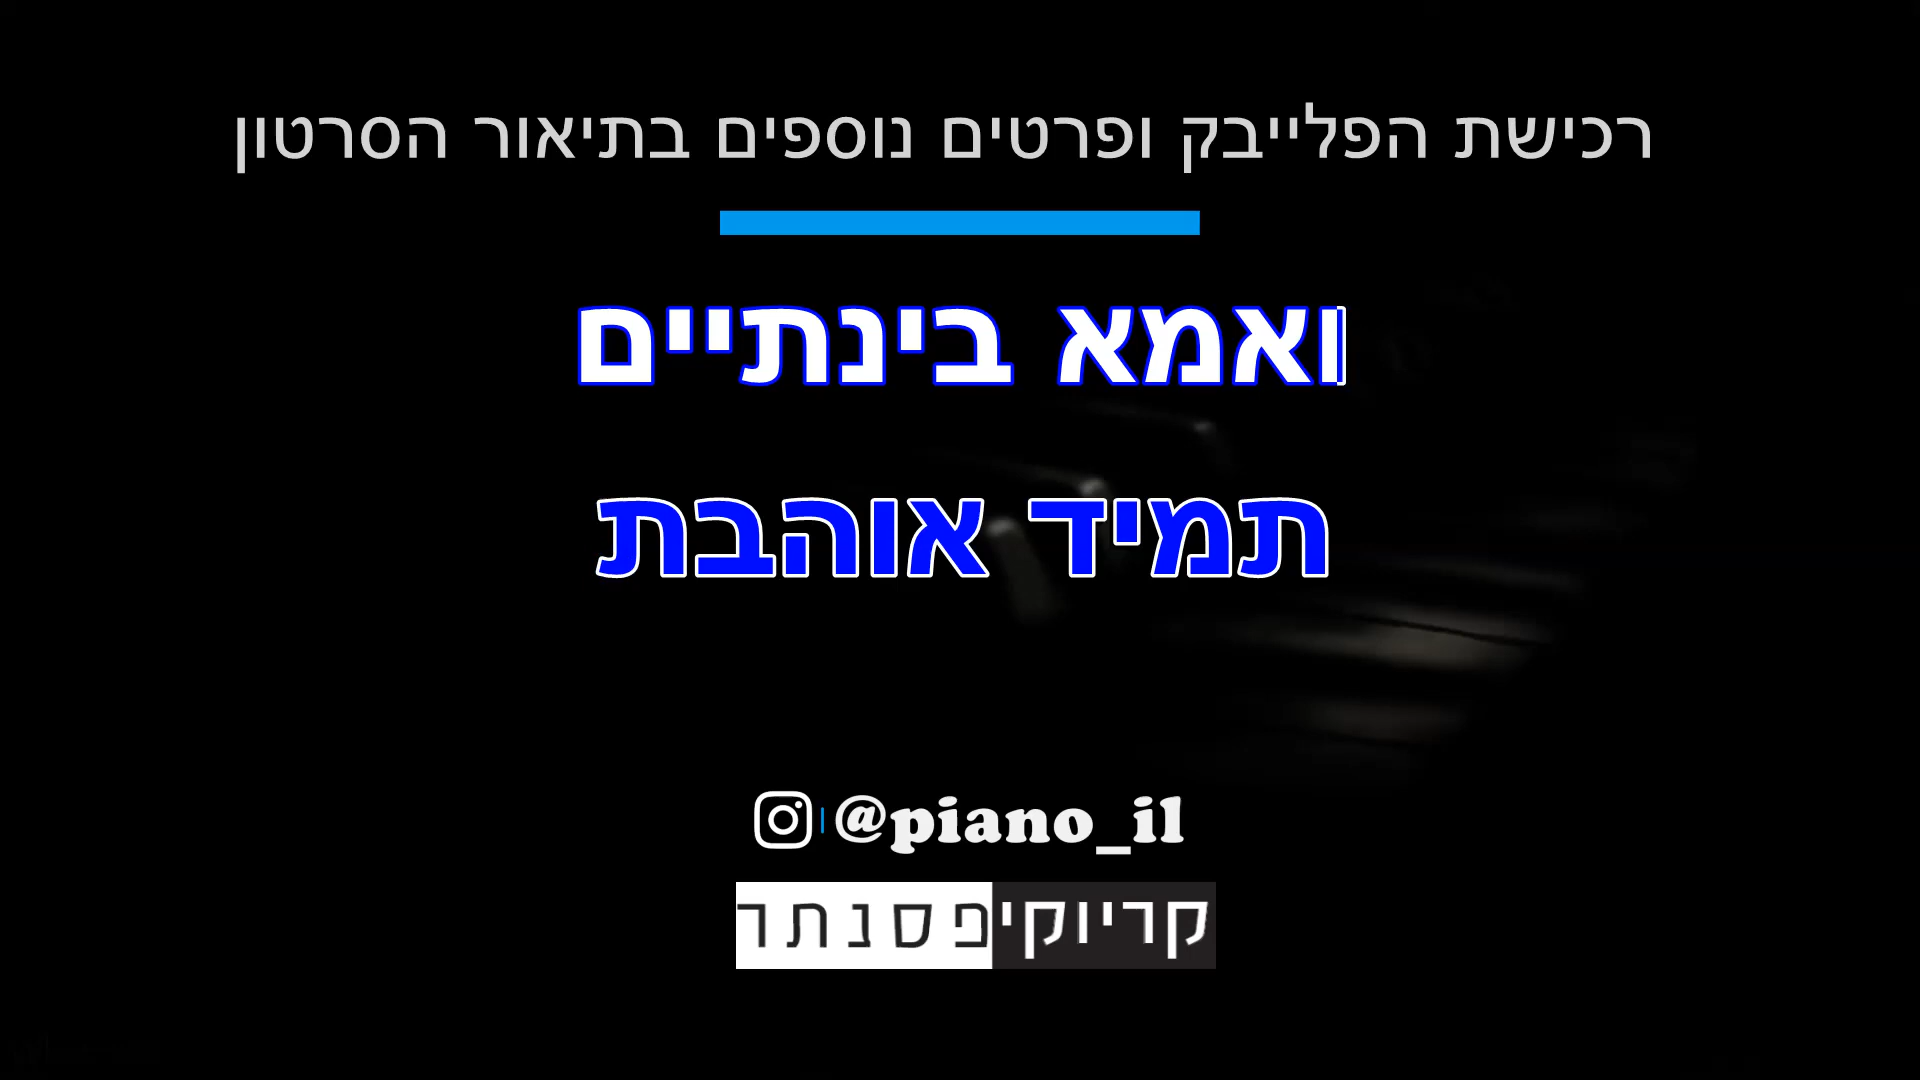 רכישת הפלייבק ופרטים נוספים בתיאור הסרטון
ואמא בינתיים
תמיד אוהבת
@piano_il
קריוקיפסנתר